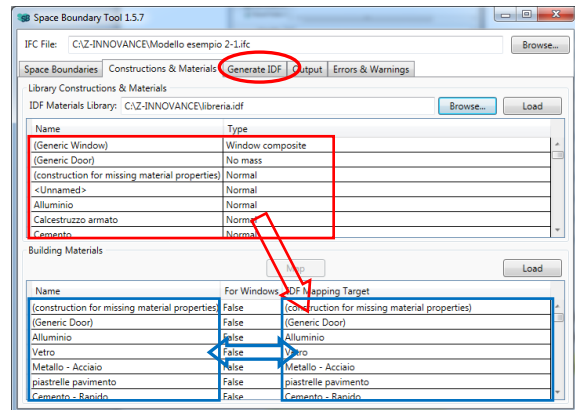 Space Boundary Tool 1.5.7
IFC File: C:\Z-INNOVANCE\Modello esempio 2-1.ifc Browse...
Space Boundaries Constructions & Materials Generate IDF Output Errors & Warnings
Library Constructions & Materials
IDF Materials Library: C:\Z-INNOVANCE\libreria.idf Browse... Load
Name Type
(Generic Window) Window composite
(Generic Door) No mass
(construction for missing material properties) Normal
<Unnamed> Normal
Alluminio Normal
Calcestruzzo armato Normal
Cemento Normal
Building Materials
Map Load
Name For Windows IDF Mapping Target
(construction for missing material properties) False (construction for missing material properties)
(Generic Door) False (Generic Door)
Alluminio False Alluminio
Vetro False Vetro
Metallo - Acciaio False Metallo - Acciaio
piastrelle pavimento False piastrelle pavimento
Cemento - Rapido False Cemento - Rapido